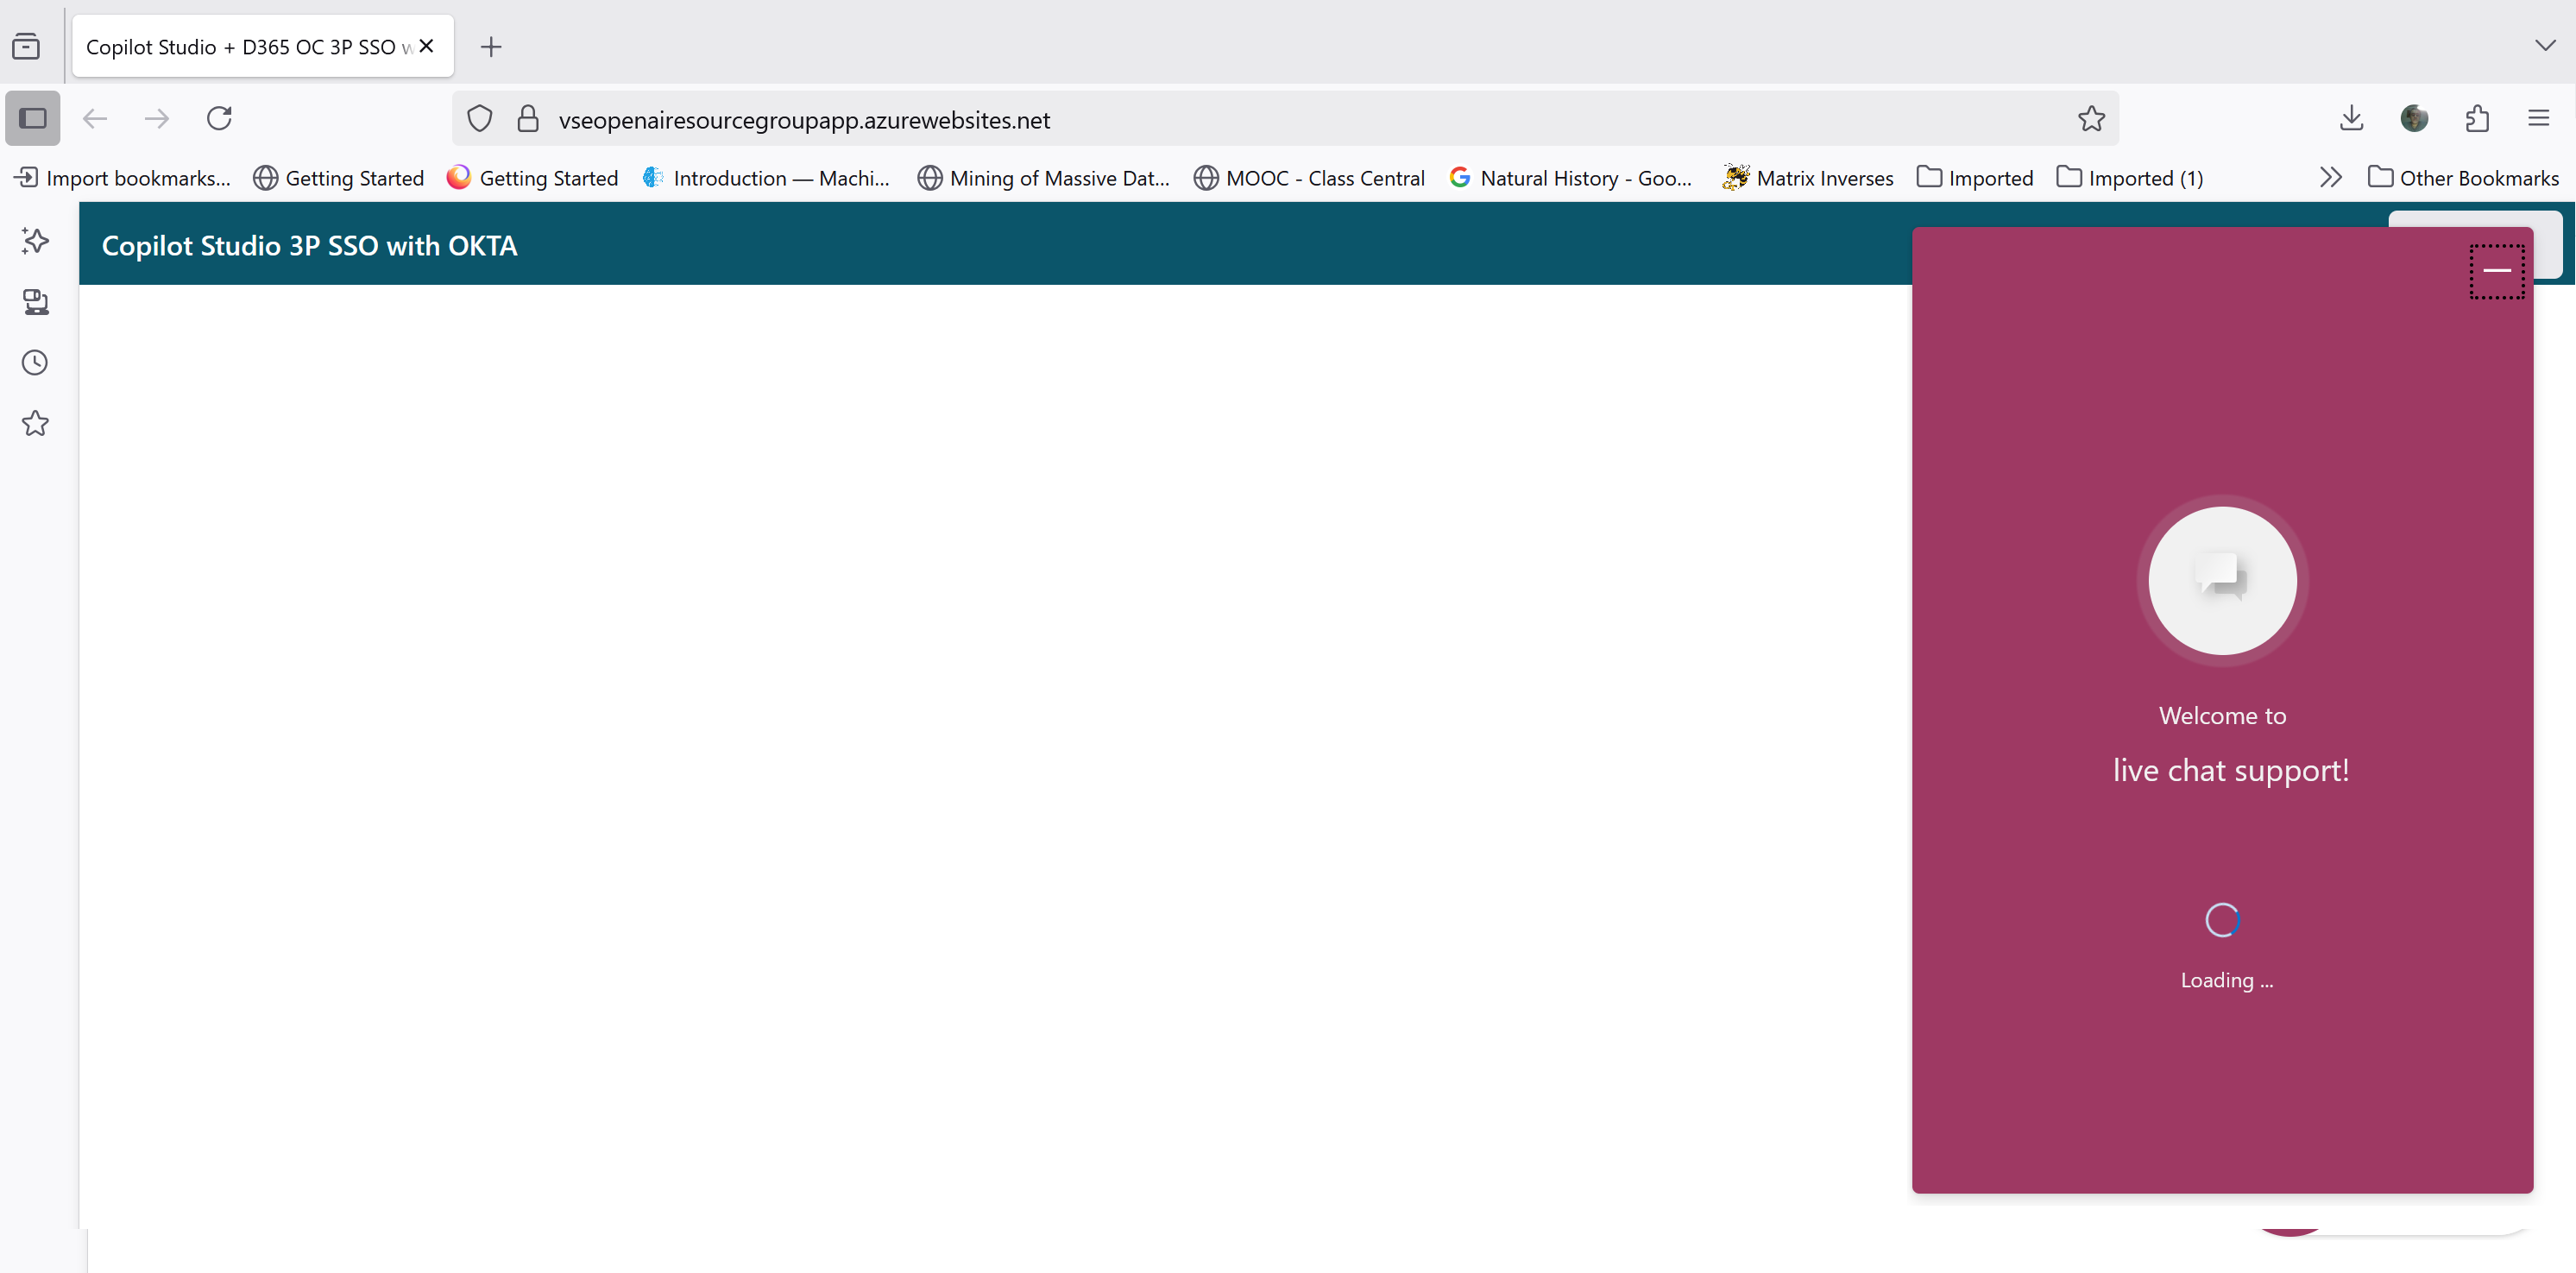 Copilot Studio + D365 OC 3P SSO w
vseopenairesourcegroupapp.azurewebsites.net
Import bookmarks... Getting Started Getting Started Introduction — Machi... Mining of Massive Dat... MOOC - Class Central Natural History - Goo... Matrix Inverses Imported Imported (1) Other Bookmarks
Copilot Studio 3P SSO with OKTA
Welcome to
live chat support!
Loading ...